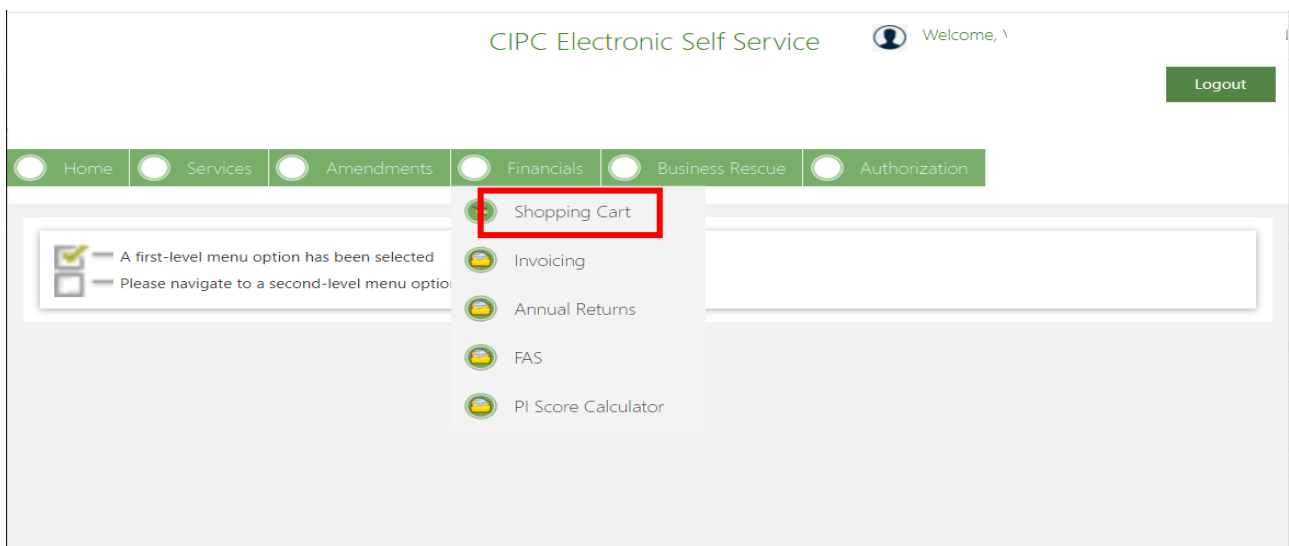 CIPC Electronic Self Service
Welcome,
Logout
Home Services Amendments Financials Business Rescue Authorization
Shopping Cart
Invoicing
Annual Returns
FAS
PI Score Calculator
A first-level menu option has been selected
Please navigate to a second-level menu